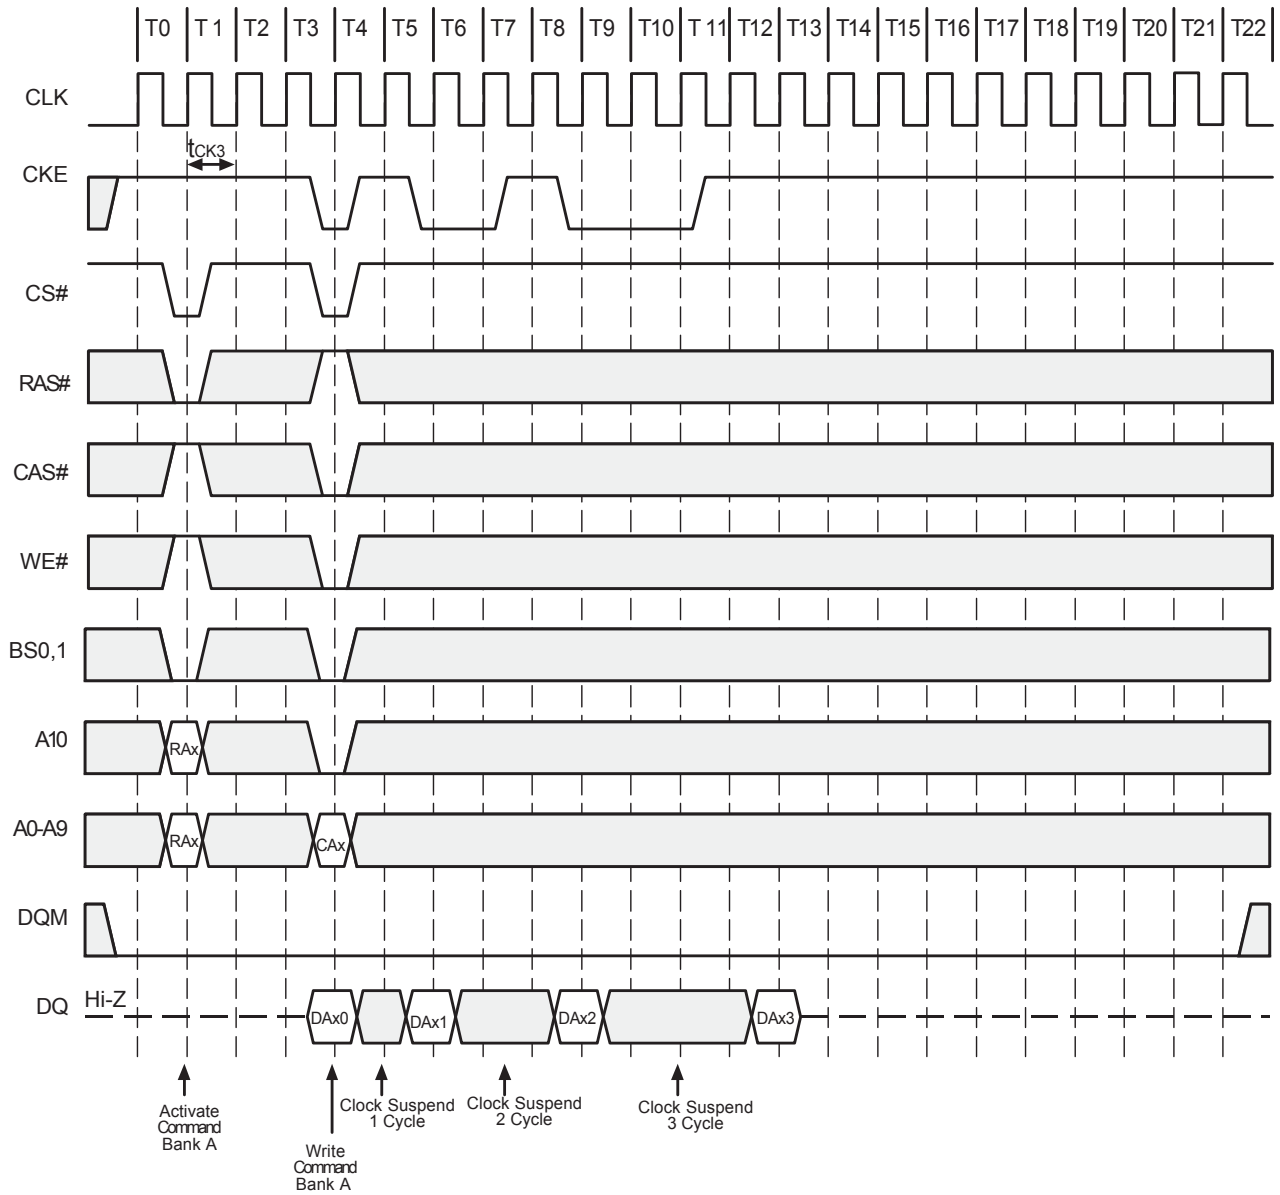 T0 T 1 T2 T3 T4 T5 T6 T7 T8 T9 T10 T 11 T12 T13 T14 T15 T16 T17 T18 T19 T20 T21 T22
CLK
tCK3
CKE
CS#
RAS#
CAS#
WE#
BS0,1
A10
RAx
A0-A9
RAx CAx
DQM
DQ Hi-Z
DAx0 DAx1 DAx2 DAx3
Activate
Command
Bank A
Write
Command
Bank A
Clock Suspend
1 Cycle
Clock Suspend
2 Cycle
Clock Suspend
3 Cycle